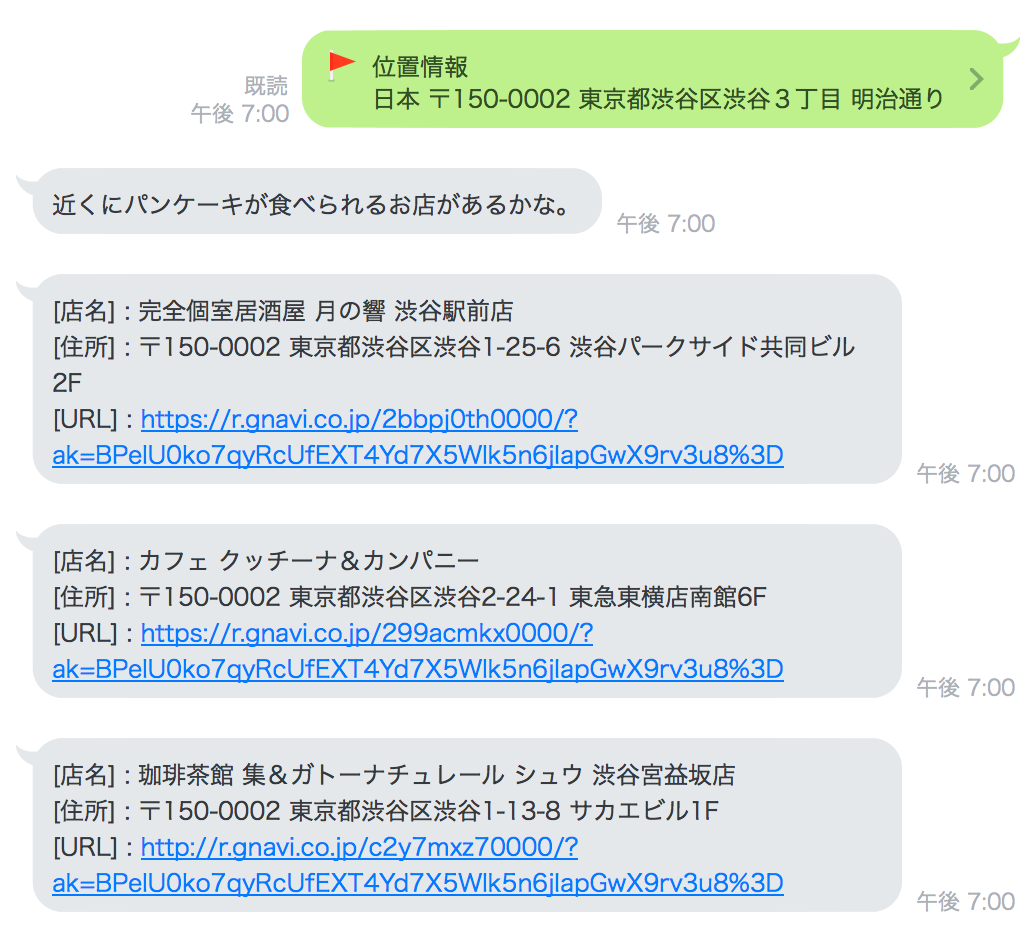 位置情報
日本 〒150-0002 東京都渋谷区渋谷３丁目 明治通り
既読
午後 7:00
近くにパンケーキが食べられるお店があるかな。
午後 7:00
[店名] : 完全個室居酒屋 月の響 渋谷駅前店
[住所] : 〒150-0002 東京都渋谷区渋谷1-25-6 渋谷パークサイド共同ビル
2F
[URL] : https://r.gnavi.co.jp/2bbpj0th0000/?
ak=BPelU0ko7qyRcUfEXT4Yd7X5Wlk5n6jlapGwX9rv3u8%3D
午後 7:00
[店名] : カフェ クッチーナ＆カンパニー
[住所] : 〒150-0002 東京都渋谷区渋谷2-24-1 東急東横店南館6F
[URL] : https://r.gnavi.co.jp/299acmkx0000/?
ak=BPelU0ko7qyRcUfEXT4Yd7X5Wlk5n6jlapGwX9rv3u8%3D
午後 7:00
[店名] : 珈琲茶館 集＆ガトーナチュレール シュウ 渋谷宮益坂店
[住所] : 〒150-0002 東京都渋谷区渋谷1-13-8 サカエビル1F
[URL] : http://r.gnavi.co.jp/c2y7mxz70000/?
ak=BPelU0ko7qyRcUfEXT4Yd7X5Wlk5n6jlapGwX9rv3u8%3D
午後 7:00